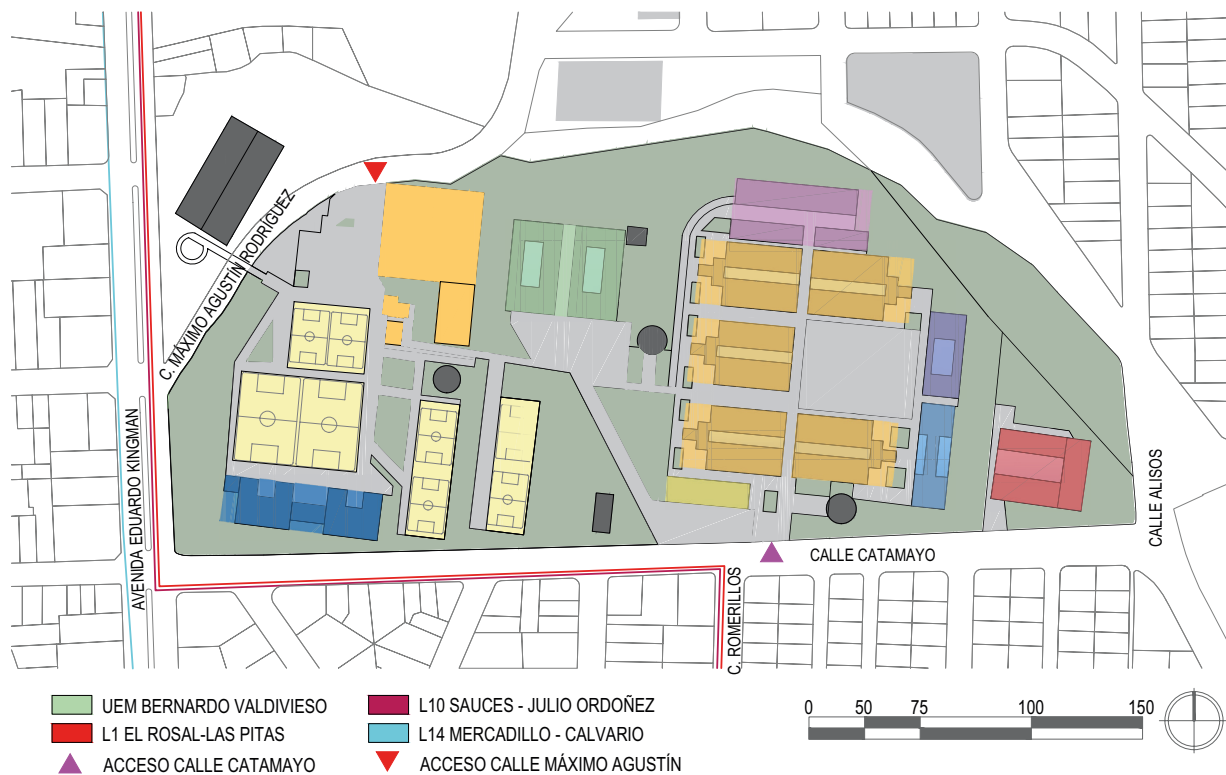 C. MÁXIMO AGUSTÍN RODRÍGUEZ
AVENIDA EDUARDO KINGMAN
CALLE CATAMAYO
C. ROMERILLOS
CALLE ALISOS
UEM BERNARDO VALDIVIESO
L1 EL ROSAL-LAS PITAS
ACCESO CALLE CATAMAYO
L10 SAUCES - JULIO ORDOÑEZ
L14 MERCADILLO - CALVARIO
ACCESO CALLE MÁXIMO AGUSTÍN
0 50 75 100 150